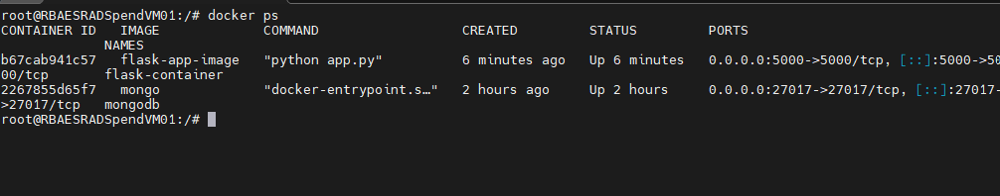 root@RBAESRADSpendVM01:/# docker ps
CONTAINER ID   IMAGE             COMMAND                  CREATED         STATUS         PORTS
               NAMES
b67cab941c57   flask-app-image   "python app.py"          6 minutes ago   Up 6 minutes   0.0.0.0:5000->5000/tcp, [::]:5000->50
00/tcp         flask-container
2267855d65f7   mongo             "docker-entrypoint.s…"   2 hours ago     Up 2 hours     0.0.0.0:27017->27017/tcp, [::]:27017-
>27017/tcp   mongodb
root@RBAESRADSpendVM01:/#